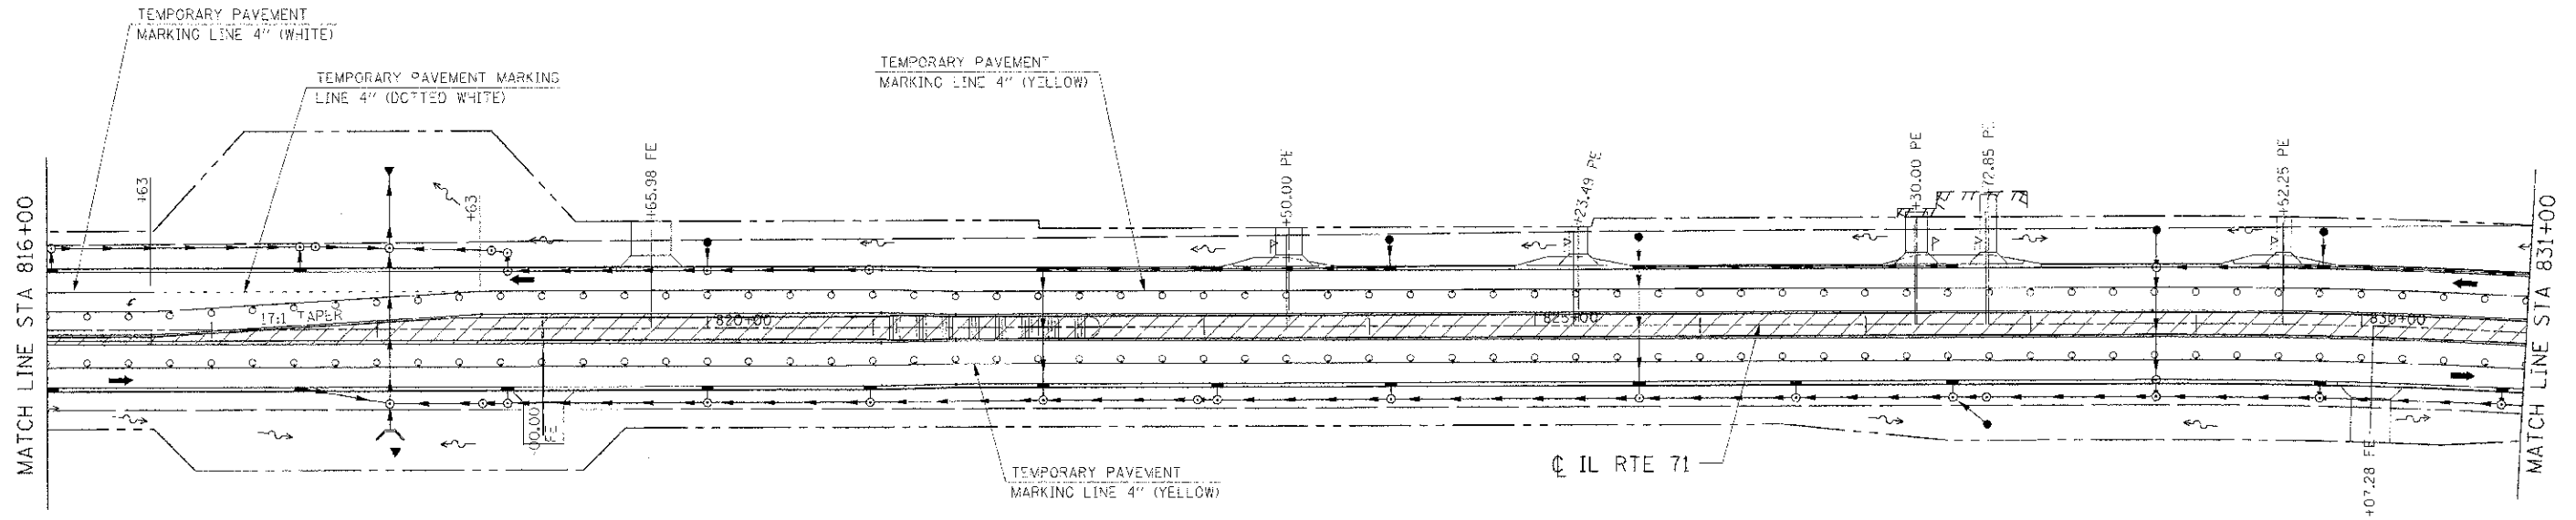 TEMPORARY PAVEMENT
MARKING LINE 4" (WHITE)
TEMPORARY PAVEMENT MARKING
LINE 4" (DOTTED WHITE)
TEMPORARY PAVEMENT
MARKING LINE 4" (YELLOW)
MATCH LINE STA 816+00
+63
+63
+65.98 FE
+50.00 PE
+23.49 PE
+30.00 PE
+72.85 PE
+52.25 PE
MATCH LINE STA 831+00
17:1 TAPER
820+00
825+00
830+00
+00.00 FE
+07.28 FE
TEMPORARY PAVEMENT
MARKING LINE 4" (YELLOW)
℄ IL RTE 71